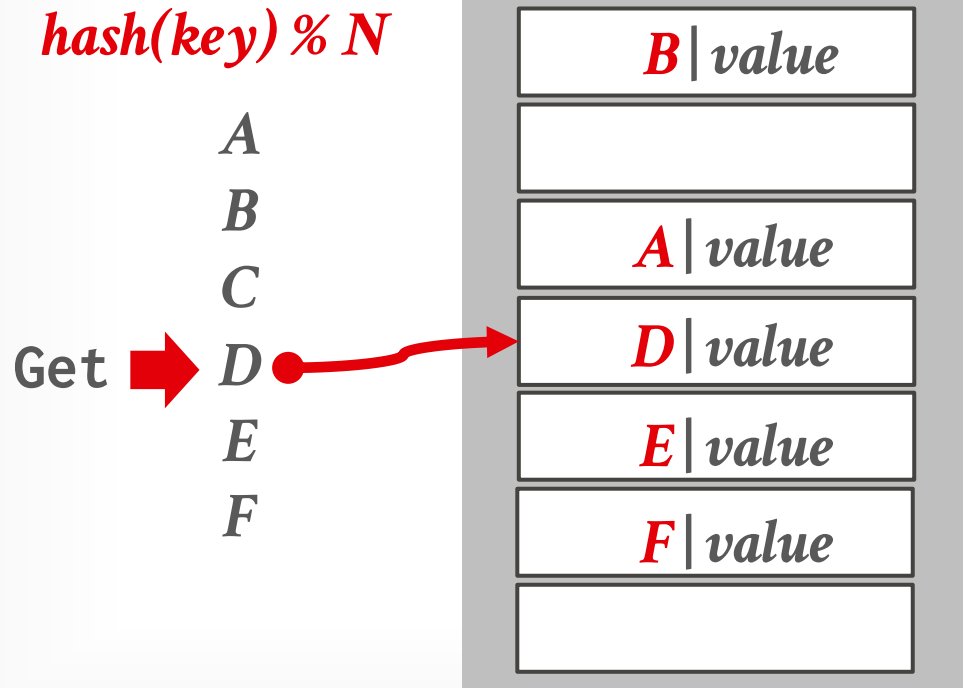 hash(key) % N
A
B
C
Get D
E
F
B | value
A | value
D | value
E | value
F | value